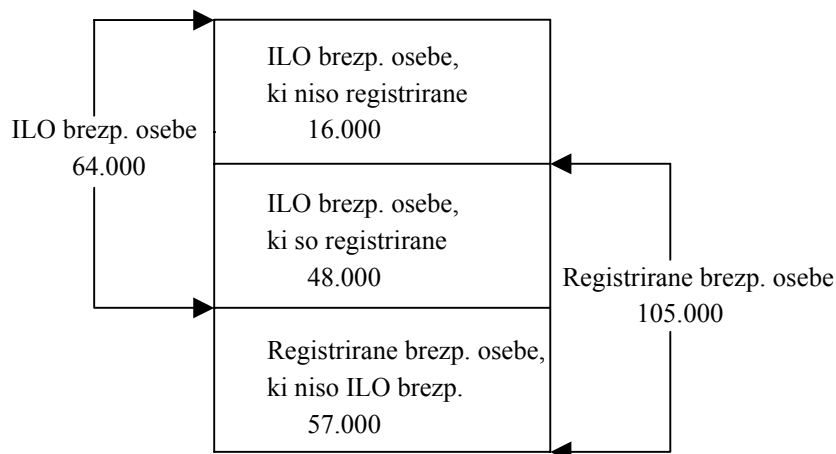 ILO brezp. osebe,
ki niso registrirane
16.000
ILO brezp. osebe
64.000
ILO brezp. osebe,
ki so registrirane
48.000
Registrirane brezp. osebe
105.000
Registrirane brezp. osebe,
ki niso ILO brezp.
57.000